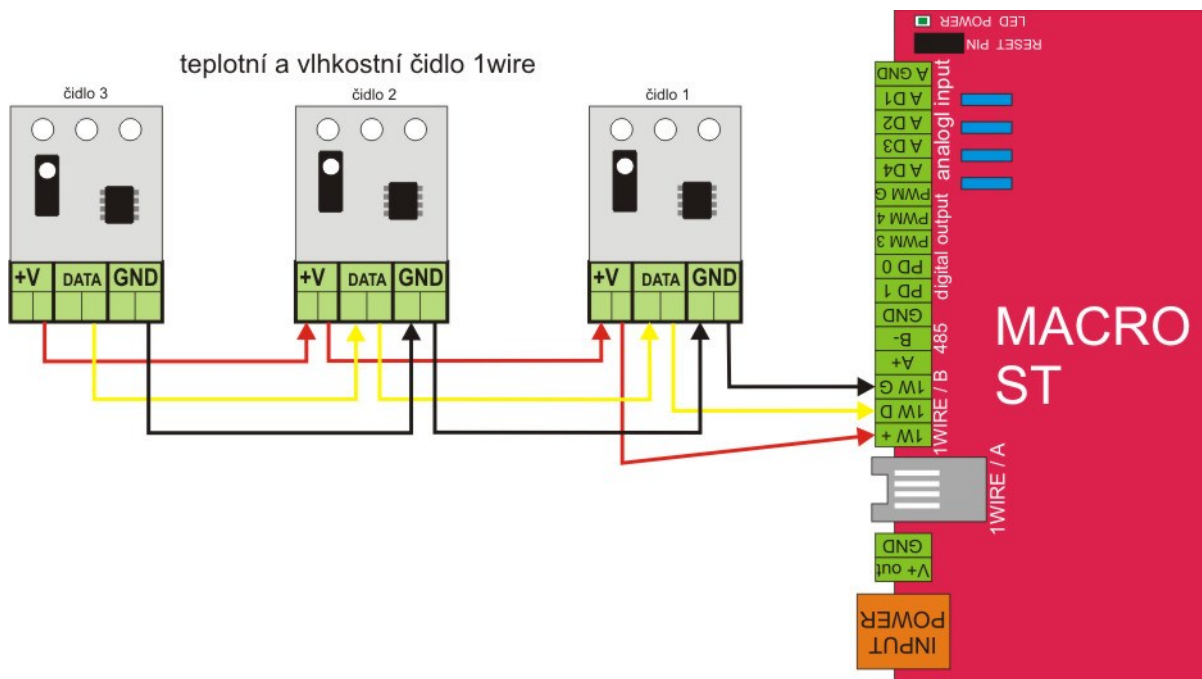 teplotní a vlhkostní čidlo 1wire
čidlo 3
čidlo 2
čidlo 1
+V DATA GND
+V DATA GND
+V DATA GND
LED POWER
RESET PIN
A GND
A D1
A D2
A D3
A D4
analogl input
PWM G
PWM 4
PWM 3
PD 0
PD 1
digital output
GND
B-
A+
485
1W G
1W D
1W +
1WIRE / B
1WIRE / A
MACRO
ST
GND
V+ out
INPUT
POWER